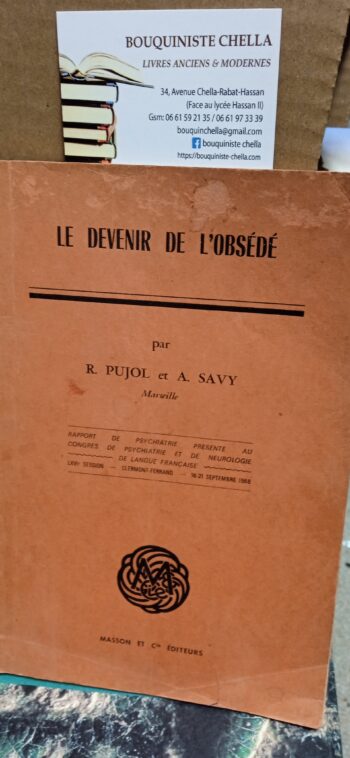 BOUQUINISTE CHELLA
LIVRES ANCIENS & MODERNES
34, Avenue Chella-Rabat-Hassan
(Face au lycée Hassan II)
Gsm: 06 61 59 21 35 / 06 61 97 33 39
bouquinchella@gmail.com
bouquiniste chella
https://bouquiniste-chella.com
LE DEVENIR DE L'OBSÉDÉ
par
R. PUJOL et A. SAVY
Marseille
RAPPORT DE PSYCHIATRIE PRÉSENTÉ AU
CONGRÈS DE PSYCHIATRIE ET DE NEUROLOGIE
DE LANGUE FRANÇAISE
SESSION — CLERMONT-FERRAND — 16-21 SEPTEMBRE 1968
MASSON ET Cie ÉDITEURS